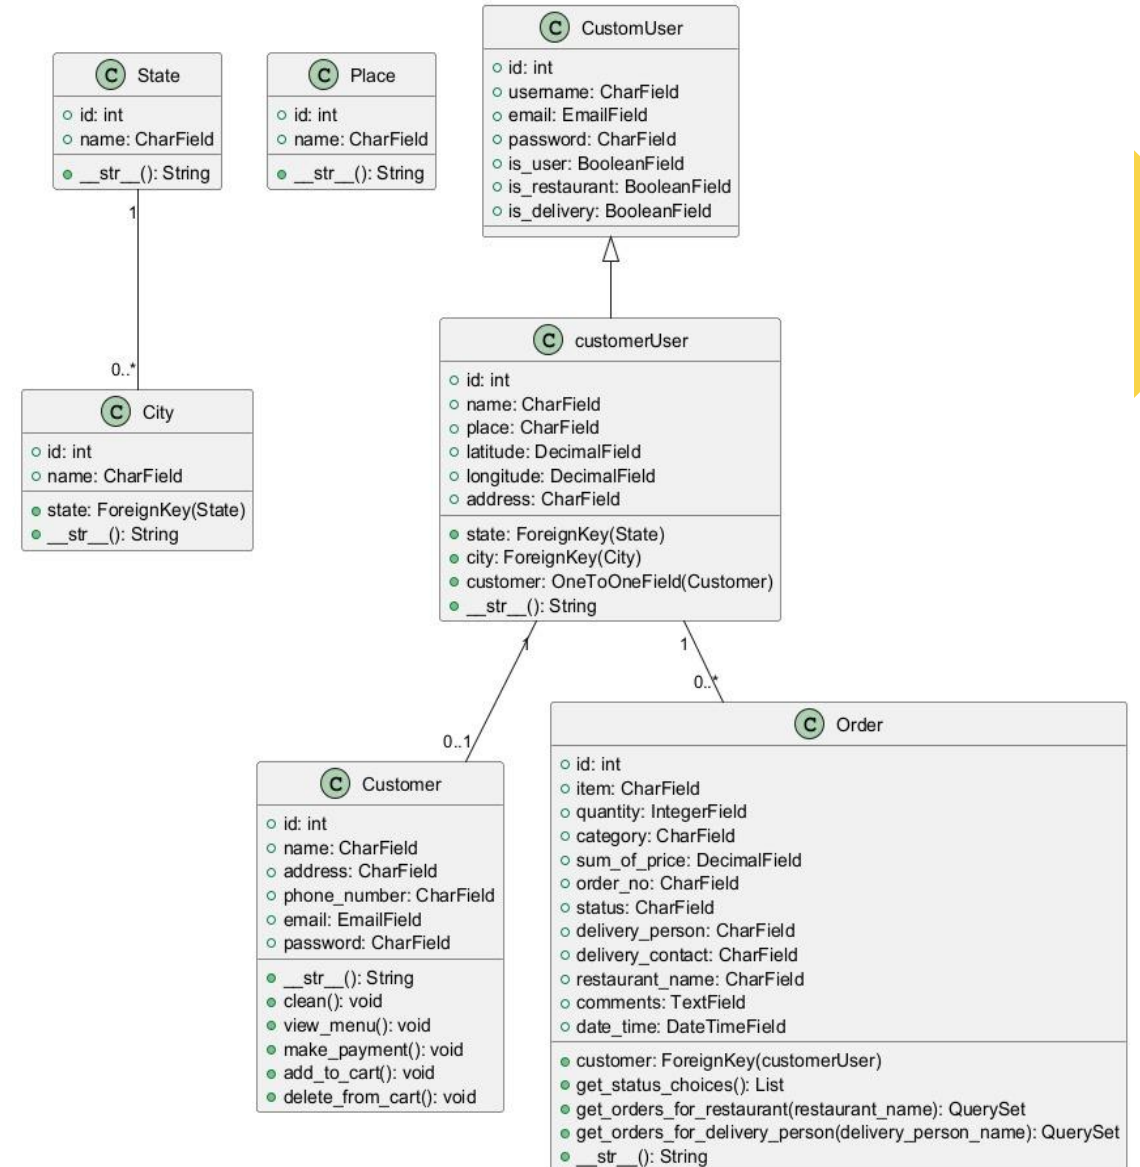 C State
id: int
name: CharField
__str__(): String
C Place
id: int
name: CharField
__str__(): String
C CustomUser
id: int
username: CharField
email: EmailField
password: CharField
is_user: BooleanField
is_restaurant: BooleanField
is_delivery: BooleanField
1
0..*
C City
id: int
name: CharField
state: ForeignKey(State)
__str__(): String
C customerUser
id: int
name: CharField
place: CharField
latitude: DecimalField
longitude: DecimalField
address: CharField
state: ForeignKey(State)
city: ForeignKey(City)
customer: OneToOneField(Customer)
__str__(): String
1
0..1
1
0..*
C Customer
id: int
name: CharField
address: CharField
phone_number: CharField
email: EmailField
password: CharField
__str__(): String
clean(): void
view_menu(): void
make_payment(): void
add_to_cart(): void
delete_from_cart(): void
C Order
id: int
item: CharField
quantity: IntegerField
category: CharField
sum_of_price: DecimalField
order_no: CharField
status: CharField
delivery_person: CharField
delivery_contact: CharField
restaurant_name: CharField
comments: TextField
date_time: DateTimeField
customer: ForeignKey(customerUser)
get_status_choices(): List
get_orders_for_restaurant(restaurant_name): QuerySet
get_orders_for_delivery_person(delivery_person_name): QuerySet
__str__(): String